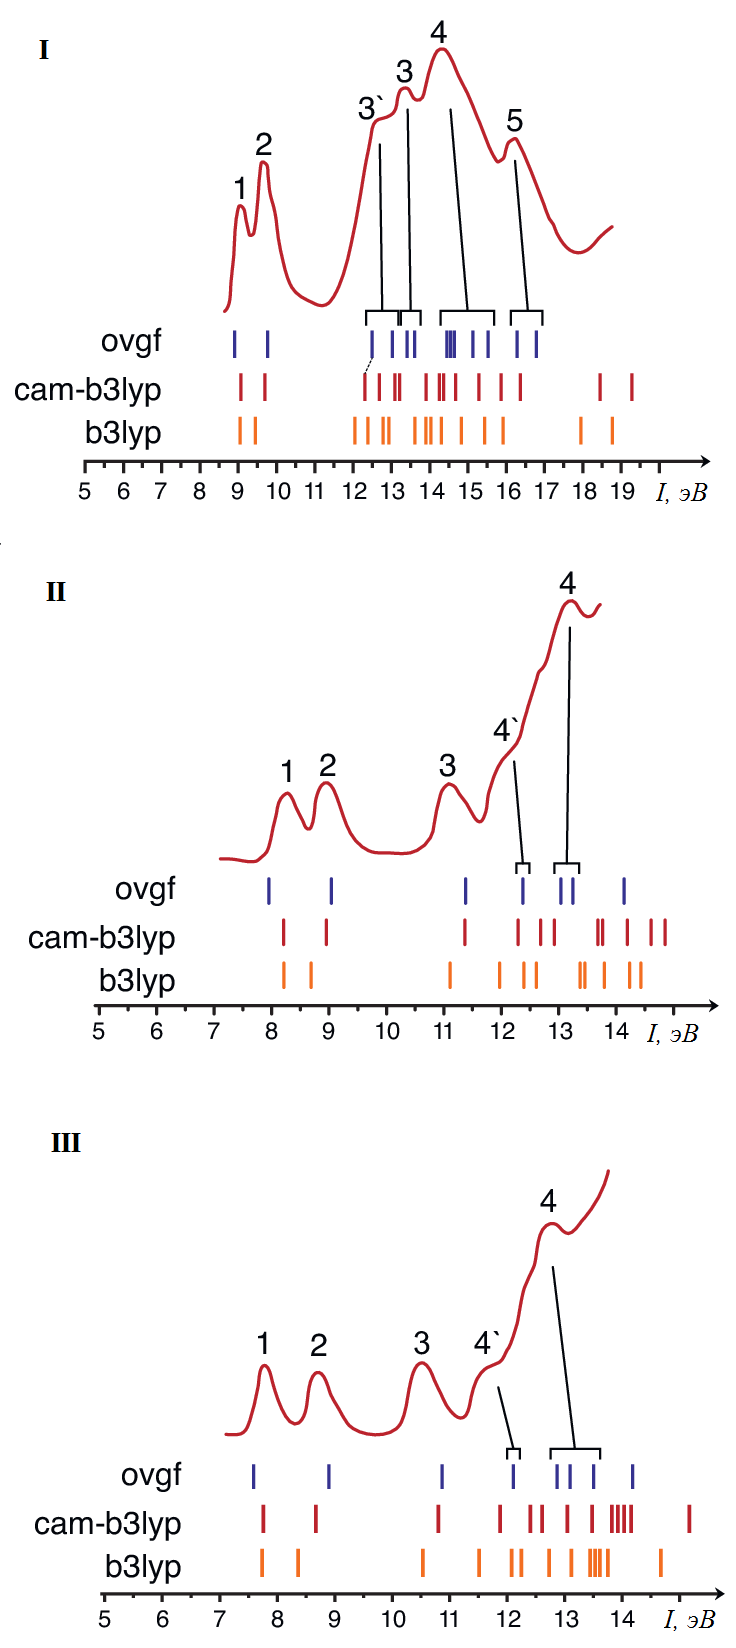 I
1 2 3` 3 4 5
ovgf
cam-b3lyp
b3lyp
5 6 7 8 9 10 11 12 13 14 15 16 17 18 19 I, эВ
II
1 2 3 4` 4
ovgf
cam-b3lyp
b3lyp
5 6 7 8 9 10 11 12 13 14 I, эВ
III
1 2 3 4` 4
ovgf
cam-b3lyp
b3lyp
5 6 7 8 9 10 11 12 13 14 I, эВ